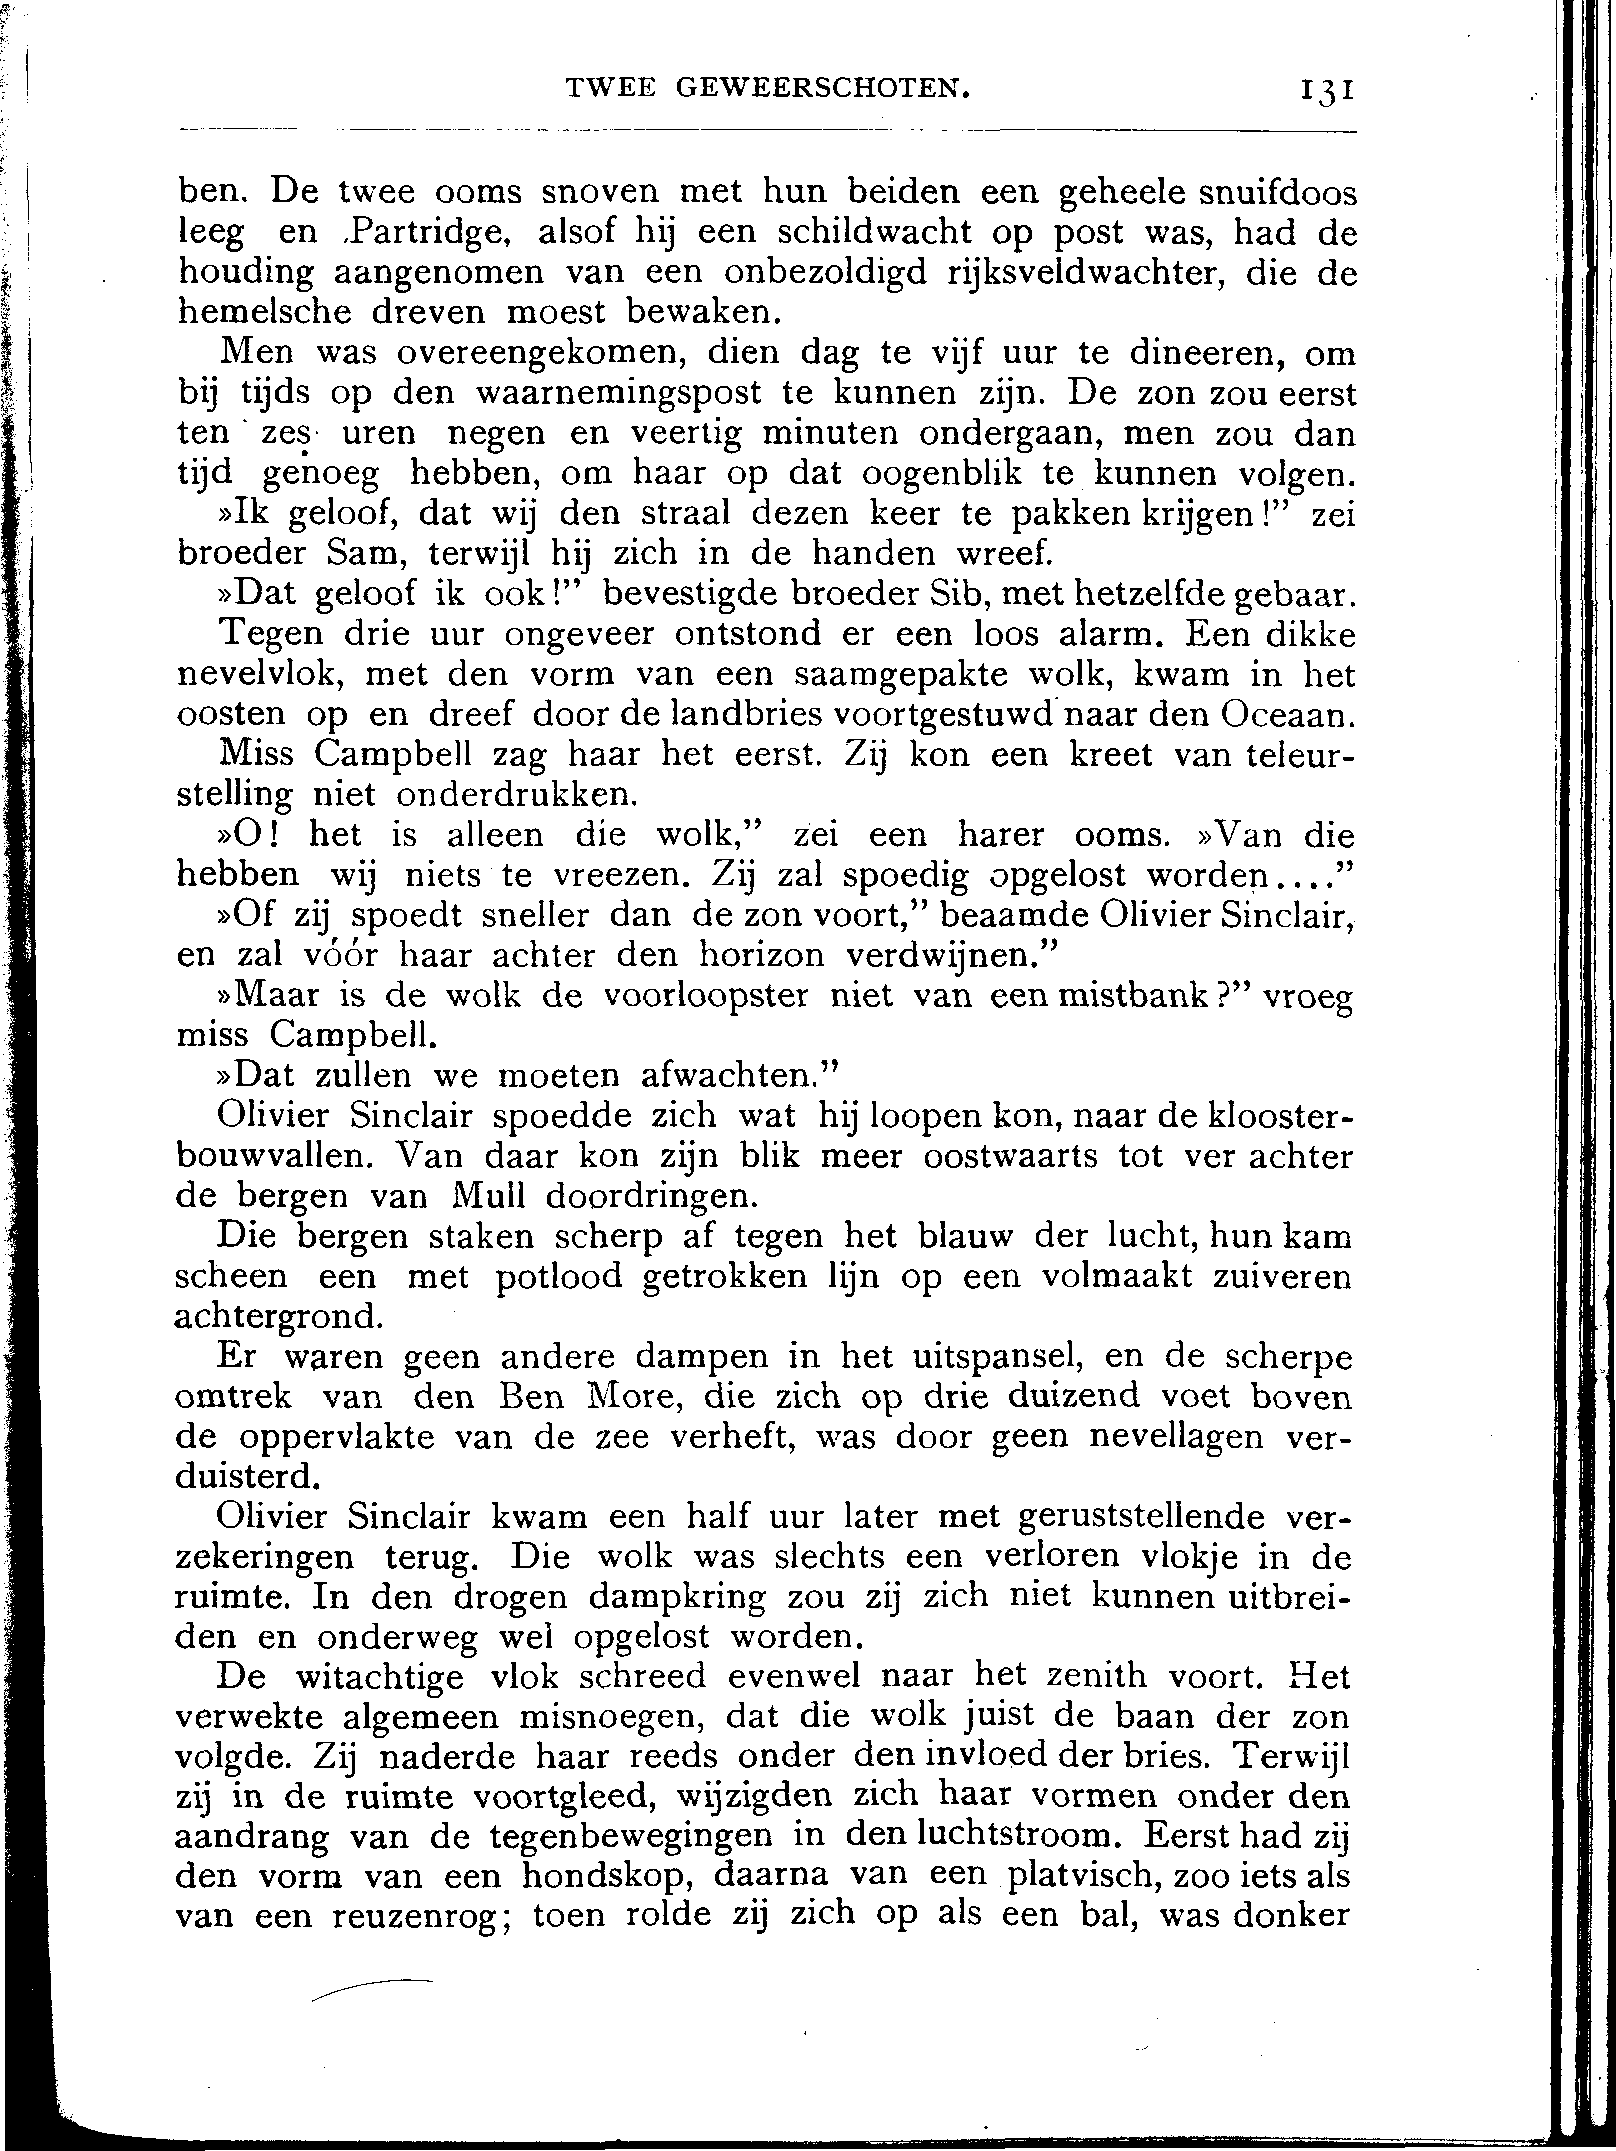 TWEE GEWEERSCHOTEN. 131
ben. De twee ooms snoven met hun beiden een geheele snuifdoos
leeg en Partridge, alsof hij een schildwacht op post was, had de
houding aangenomen van een onbezoldigd rijksveldwachter, die de
hemelsche dreven moest bewaken.
Men was overeengekomen, dien dag te vijf uur te dineeren, om
bij tijds op den waarnemingspost te kunnen zijn. De zon zou eerst
ten zes uren negen en veertig minuten ondergaan, men zou dan
tijd genoeg hebben, om haar op dat oogenblik te kunnen volgen.
»Ik geloof, dat wij den straal dezen keer te pakken krijgen!” zei
broeder Sam, terwijl hij zich in de handen wreef.
»Dat geloof ik ook!” bevestigde broeder Sib, met hetzelfde gebaar.
Tegen drie uur ongeveer ontstond er een loos alarm. Een dikke
nevelvlok, met den vorm van een saamgepakte wolk, kwam in het
oosten op en dreef door de landbries voortgestuwd naar den Oceaan.
Miss Campbell zag haar het eerst. Zij kon een kreet van teleur-
stelling niet onderdrukken.
»O! het is alleen die wolk,” zei een harer ooms. »Van die
hebben wij niets te vreezen. Zij zal spoedig opgelost worden....”
»Of zij spoedt sneller dan de zon voort,” beaamde Olivier Sinclair,
en zal vóór haar achter den horizon verdwijnen.”
»Maar is de wolk de voorloopster niet van een mistbank?” vroeg
miss Campbell.
»Dat zullen we moeten afwachten.”
Olivier Sinclair spoedde zich wat hij loopen kon, naar de klooster-
bouwvallen. Van daar kon zijn blik meer oostwaarts tot ver achter
de bergen van Mull doordringen.
Die bergen staken scherp af tegen het blauw der lucht, hun kam
scheen een met potlood getrokken lijn op een volmaakt zuiveren
achtergrond.
Er waren geen andere dampen in het uitspansel, en de scherpe
omtrek van den Ben More, die zich op drie duizend voet boven
de oppervlakte van de zee verheft, was door geen nevellagen ver-
duisterd.
Olivier Sinclair kwam een half uur later met geruststellende ver-
zekeringen terug. Die wolk was slechts een verloren vlokje in de
ruimte. In den drogen dampkring zou zij zich niet kunnen uitbrei-
den en onderweg wel opgelost worden.
De witachtige vlok schreed evenwel naar het zenith voort. Het
verwekte algemeen misnoegen, dat die wolk juist de baan der zon
volgde. Zij naderde haar reeds onder den invloed der bries. Terwijl
zij in de ruimte voortgleed, wijzigden zich haar vormen onder den
aandrang van de tegenbewegingen in den luchtstroom. Eerst had zij
den vorm van een hondskop, daarna van een platvisch, zoo iets als
van een reuzenrog; toen rolde zij zich op als een bal, was donker